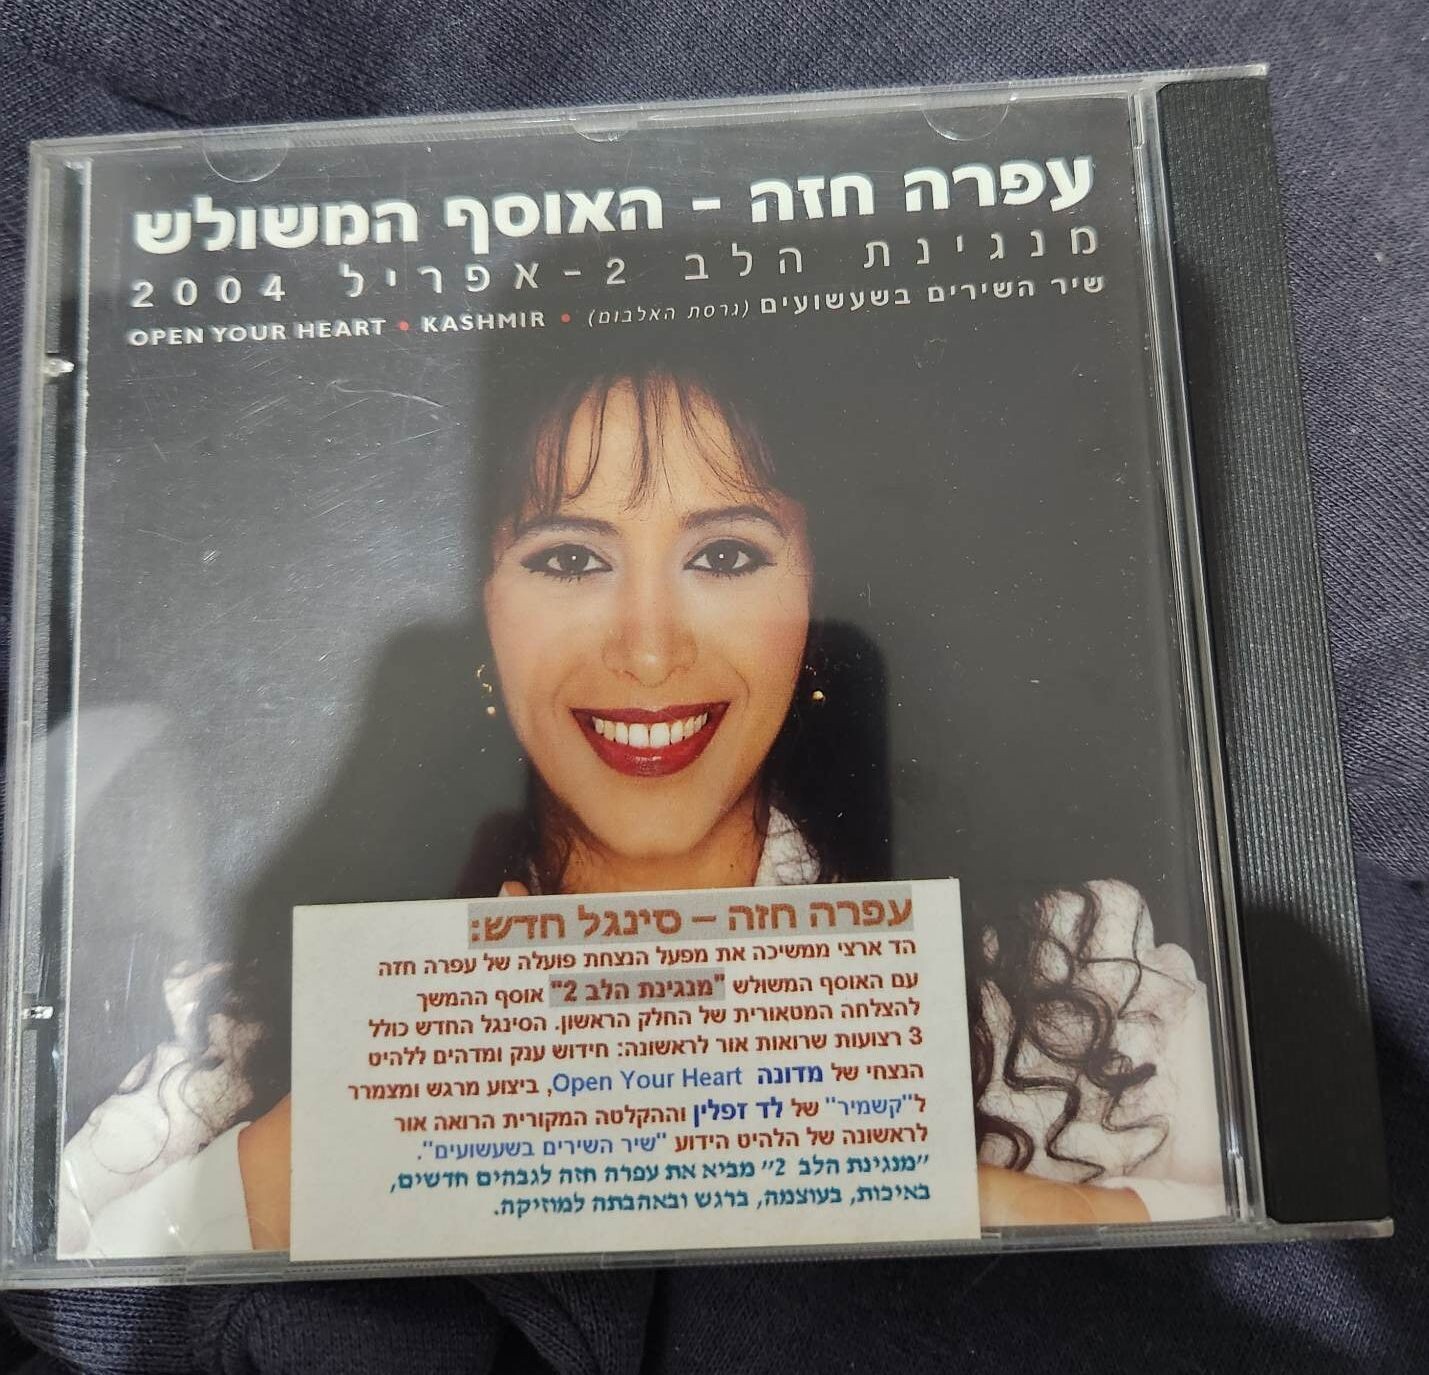 עפרה חזה - האוסף המשולש
מנגינת הלב 2 - אפריל 2004
שיר השירים בשעשועים (גרסת האלבום) • OPEN YOUR HEART • KASHMIR
עפרה חזה – סינגל חדש:
הד ארצי ממשיכה את מפעל הנצחת פועלה של עפרה חזה
עם האוסף המשולש "מנגינת הלב 2" אוסף ההמשך
להצלחה המטאורית של החלק הראשון. הסינגל החדש כולל
3 רצועות שרואות אור לראשונה: חידוש ענק ומדהים ללהיט
הנצחי של מדונה Open Your Heart, ביצוע מרגש ומצמרר
ל"קשמיר" של לד זפלין וההקלטה המקורית הרואה אור
לראשונה של הלהיט הידוע "שיר השירים בשעשועים".
"מנגינת הלב 2" מביא את עפרה חזה לגבהים חדשים,
באיכות, בעוצמה, ברגש ובאהבתה למוזיקה.